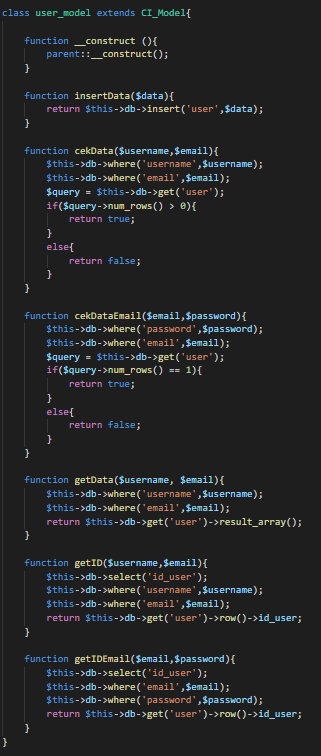 class user_model extends CI_Model{
function __construct (){
parent::__construct();
}
function insertData($data){
return $this->db->insert('user',$data);
}
function cekData($username,$email){
$this->db->where('username',$username);
$this->db->where('email',$email);
$query = $this->db->get('user');
if($query->num_rows() > 0){
return true;
}
else{
return false;
}
}
function cekDataEmail($email,$password){
$this->db->where('password',$password);
$this->db->where('email',$email);
$query = $this->db->get('user');
if($query->num_rows() == 1){
return true;
}
else{
return false;
}
}
function getData($username, $email){
$this->db->where('username',$username);
$this->db->where('email',$email);
return $this->db->get('user')->result_array();
}
function getID($username,$email){
$this->db->select('id_user');
$this->db->where('username',$username);
$this->db->where('email',$email);
return $this->db->get('user')->row()->id_user;
}
function getIDEmail($email,$password){
$this->db->select('id_user');
$this->db->where('email',$email);
$this->db->where('password',$password);
return $this->db->get('user')->row()->id_user;
}
}